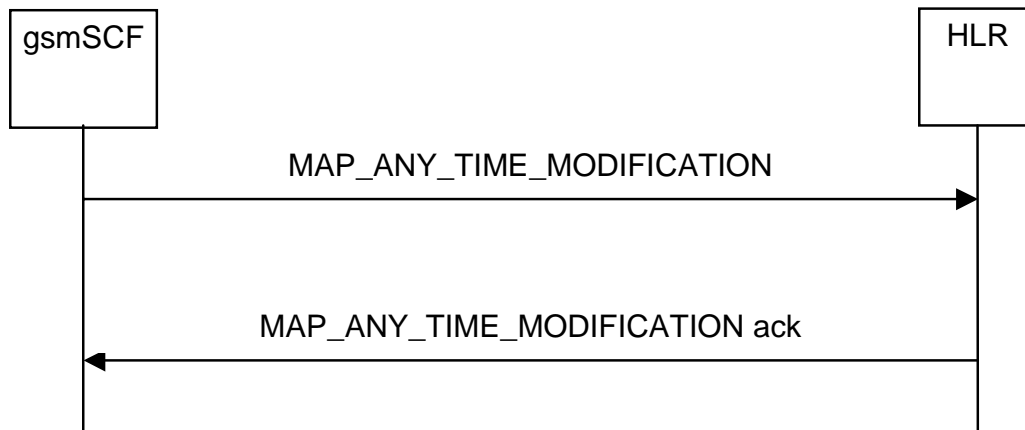 gsmSCF
HLR
MAP_ANY_TIME_MODIFICATION
MAP_ANY_TIME_MODIFICATION ack